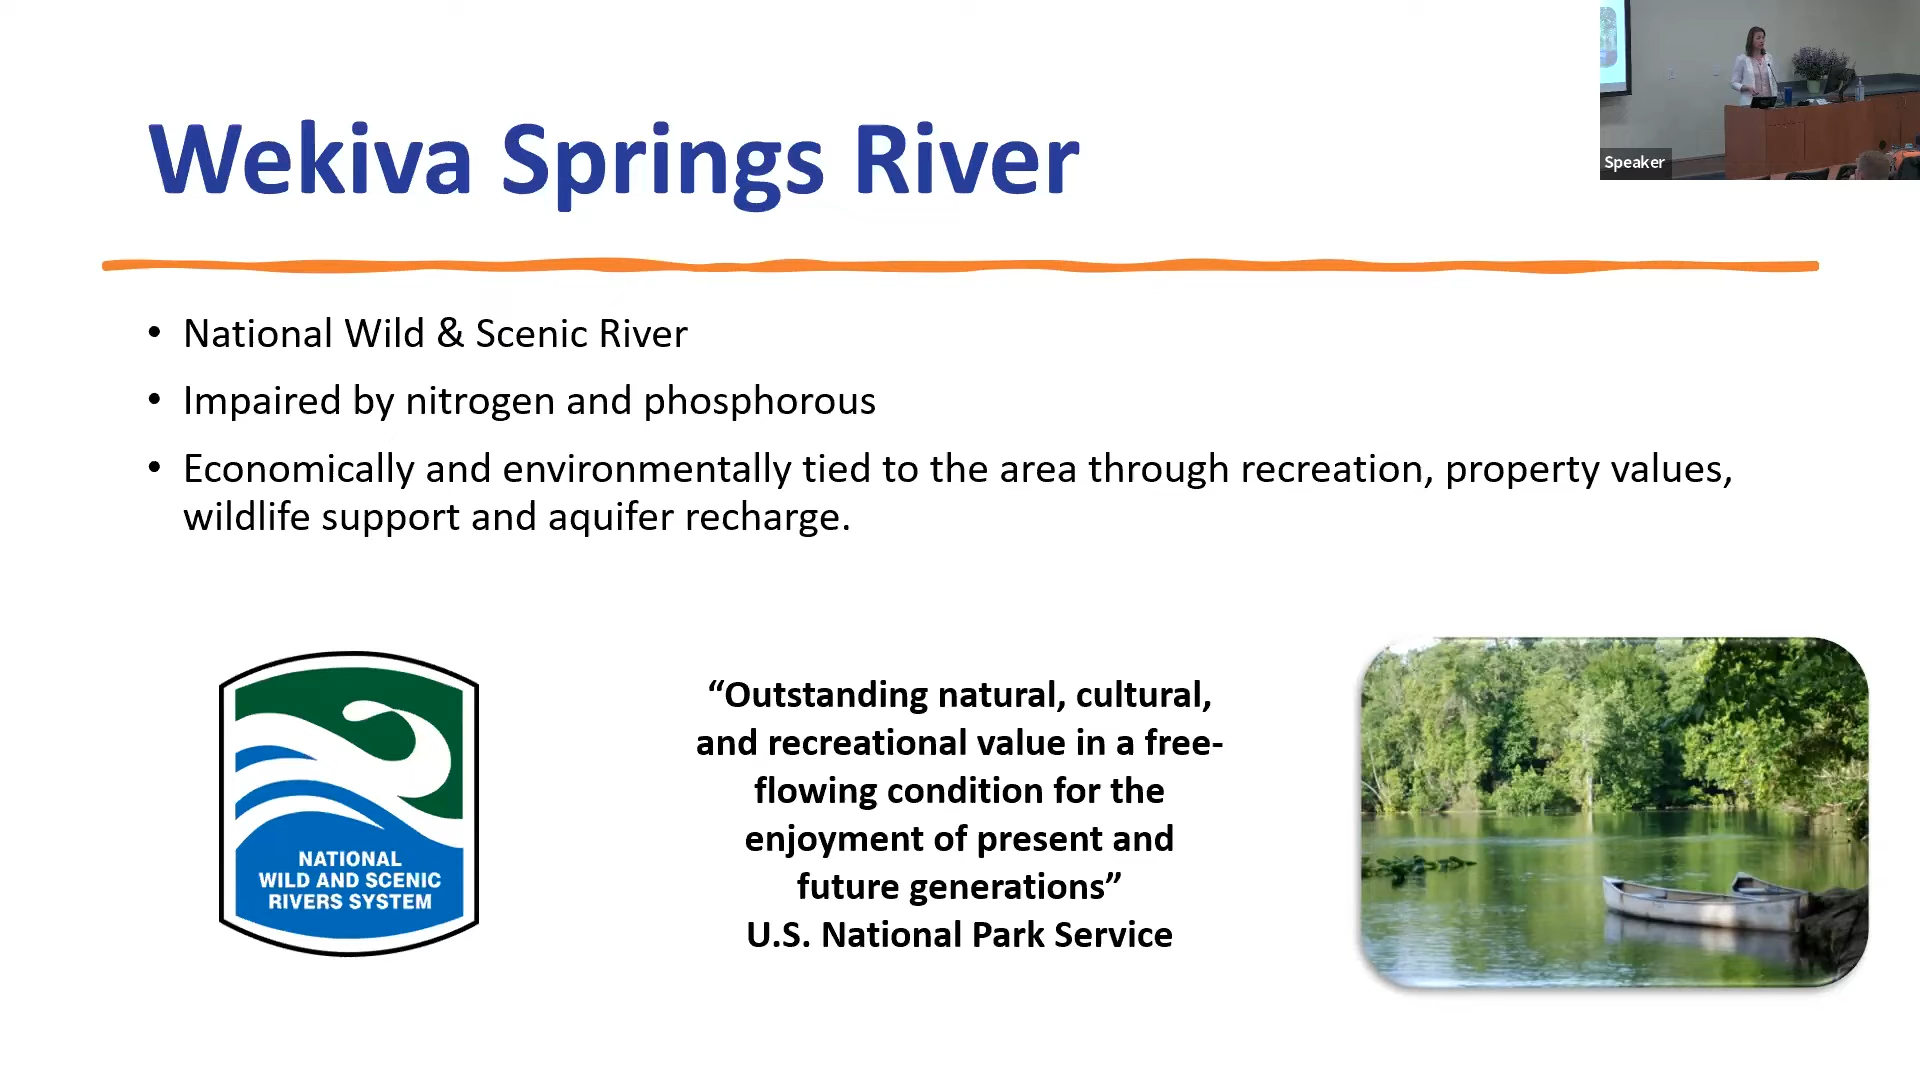 Wekiva Springs River
Speaker
• National Wild & Scenic River
• Impaired by nitrogen and phosphorous
• Economically and environmentally tied to the area through recreation, property values,
wildlife support and aquifer recharge.
NATIONAL
WILD AND SCENIC
RIVERS SYSTEM
“Outstanding natural, cultural,
and recreational value in a free-
flowing condition for the
enjoyment of present and
future generations”
U.S. National Park Service